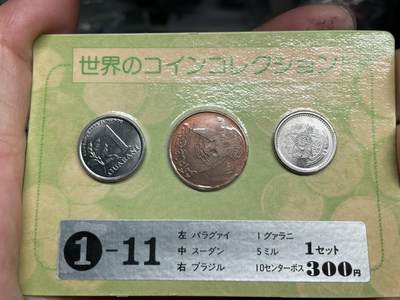 世界のコインコレクション
1
GUARANI
❶-11
左 パラグァイ 1グァラニ
中 スーダン 5ミル 1セット
右 ブラジル 10センターボス 300円